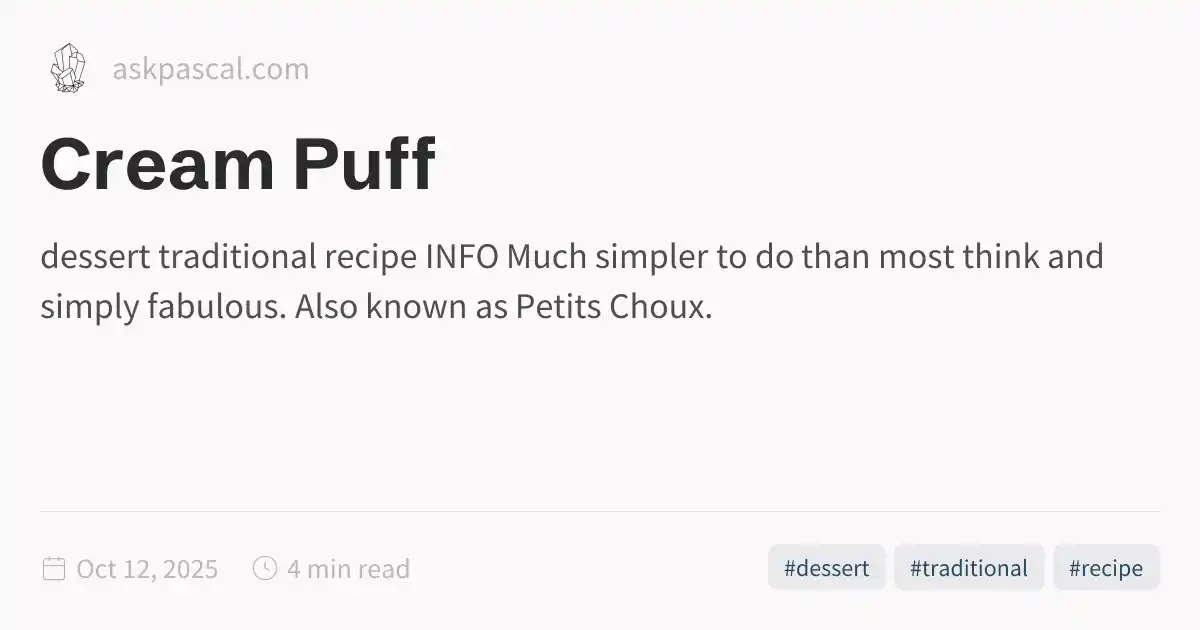 askpascal.com
Cream Puff
dessert traditional recipe INFO Much simpler to do than most think and
simply fabulous. Also known as Petits Choux.
Oct 12, 2025
4 min read
#dessert
#traditional
#recipe